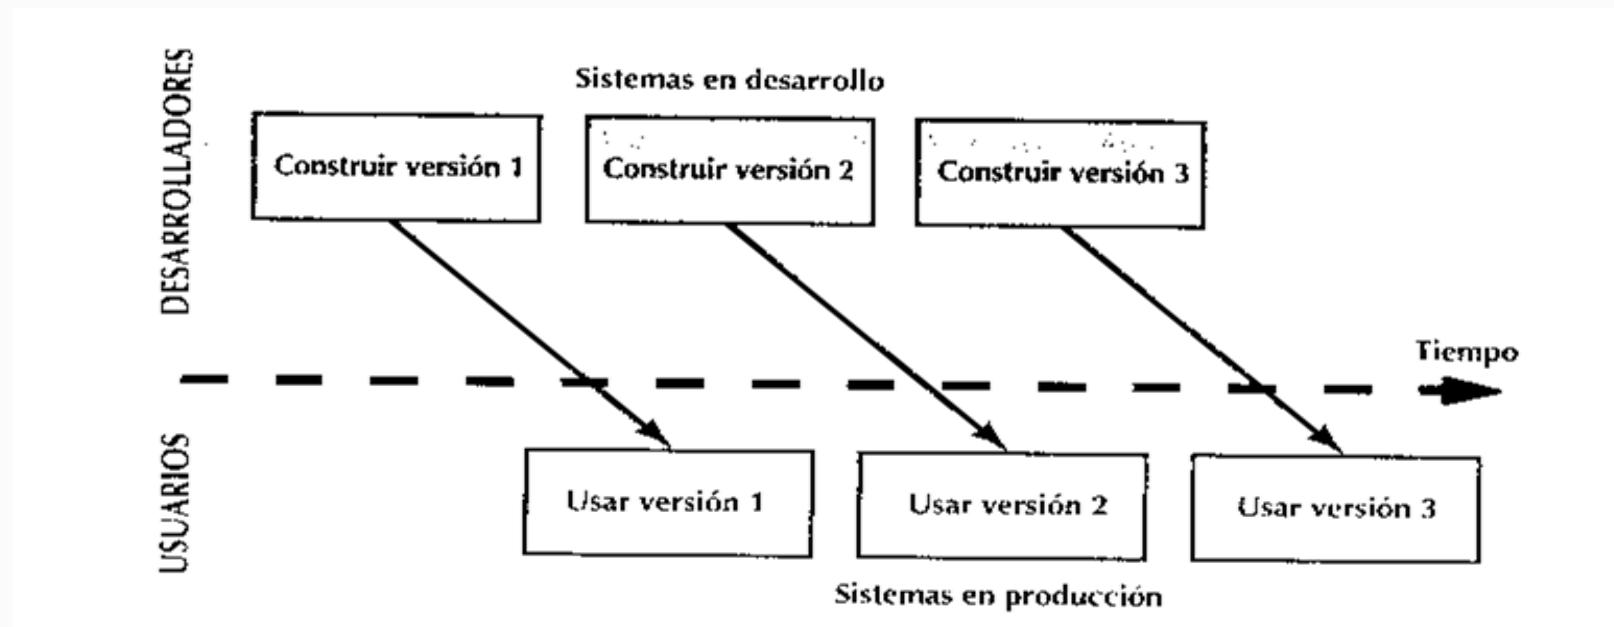 DESARROLLADORES
Sistemas en desarrollo
Construir versión 1
Construir versión 2
Construir versión 3
Tiempo
USUARIOS
Usar versión 1
Usar versión 2
Usar versión 3
Sistemas en producción